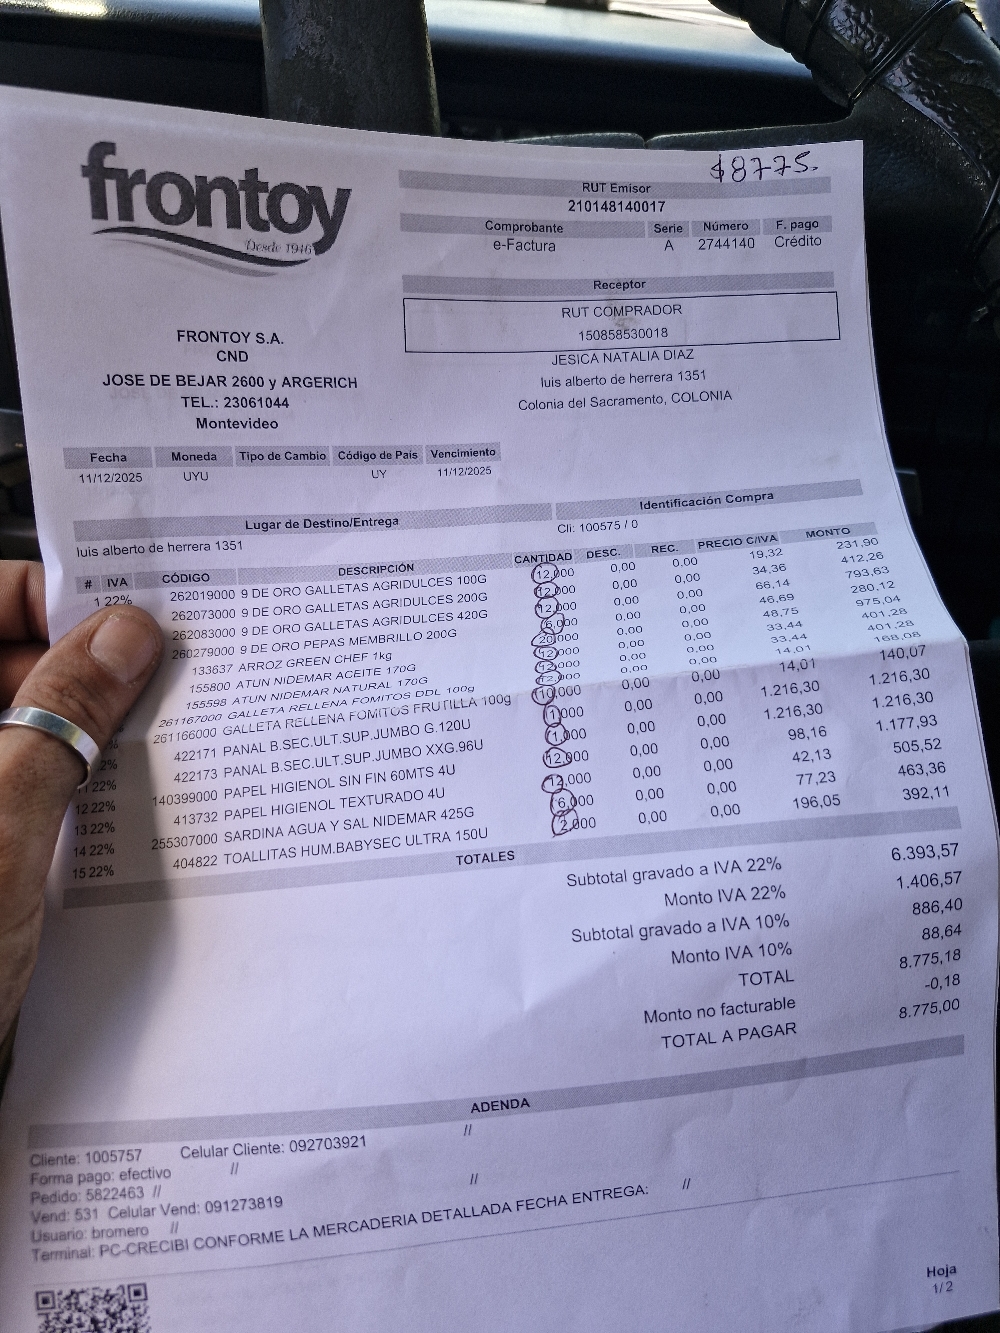 $8775.
frontoy
Desde 1946
RUT Emisor
210148140017
Comprobante Serie Número F. pago
e-Factura A 2744140 Crédito
Receptor
RUT COMPRADOR
150858530018
JESICA NATALIA DIAZ
luis alberto de herrera 1351
Colonia del Sacramento, COLONIA
FRONTOY S.A.
CND
JOSE DE BEJAR 2600 y ARGERICH
TEL.: 23061044
Montevideo
Fecha Moneda Tipo de Cambio Código de País Vencimiento
11/12/2025 UYU UY 11/12/2025
Lugar de Destino/Entrega Identificación Compra
luis alberto de herrera 1351 Cli: 100575 / 0
# IVA CÓDIGO DESCRIPCIÓN CANTIDAD DESC. REC. PRECIO C/IVA MONTO
1 22% 262019000 9 DE ORO GALLETAS AGRIDULCES 100G 12,000 0,00 0,00 19,32 231,90
262073000 9 DE ORO GALLETAS AGRIDULCES 200G 12,000 0,00 0,00 34,36 412,26
262083000 9 DE ORO GALLETAS AGRIDULCES 420G 0,00 0,00 66,14 793,63
260279000 9 DE ORO PEPAS MEMBRILLO 200G 0,00 0,00 46,69 280,12
133637 ARROZ GREEN CHEF 1kg 20,000 0,00 0,00 48,75 975,04
155800 ATUN NIDEMAR ACEITE 170G 12,000 0,00 0,00 33,44 401,28
155598 ATUN NIDEMAR NATURAL 170G 12,000 0,00 0,00 33,44 401,28
261167000 GALLETA RELLENA FOMITOS DDL 100g 0,00 0,00 14,01 168,08
261166000 GALLETA RELLENA FOMITOS FRUTILLA 100g 10,000 0,00 0,00 14,01 140,07
422171 PANAL B.SEC.ULT.SUP.JUMBO G.120U 1,000 0,00 0,00 1.216,30 1.216,30
2% 422173 PANAL B.SEC.ULT.SUP.JUMBO XXG.96U 1,000 0,00 0,00 1.216,30 1.216,30
22% 140399000 PAPEL HIGIENOL SIN FIN 60MTS 4U 12,000 0,00 0,00 98,16 1.177,93
12 22% 413732 PAPEL HIGIENOL TEXTURADO 4U 12,000 0,00 0,00 42,13 505,52
13 22% 255307000 SARDINA AGUA Y SAL NIDEMAR 425G 6,000 0,00 0,00 77,23 463,36
14 22% 404822 TOALLITAS HUM.BABYSEC ULTRA 150U 2,000 0,00 0,00 196,05 392,11
15 22%
TOTALES
Subtotal gravado a IVA 22% 6.393,57
Monto IVA 22% 1.406,57
Subtotal gravado a IVA 10% 886,40
Monto IVA 10% 88,64
TOTAL 8.775,18
Monto no facturable -0,18
TOTAL A PAGAR 8.775,00
ADENDA
Cliente: 1005757 Celular Cliente: 092703921 //
Forma pago: efectivo //
Pedido: 5822463 //
Vend: 531 Celular Vend: 091273819 //
Usuario: bromero //
Terminal: PC-CRECIBI CONFORME LA MERCADERIA DETALLADA FECHA ENTREGA: //
Hoja
1/2